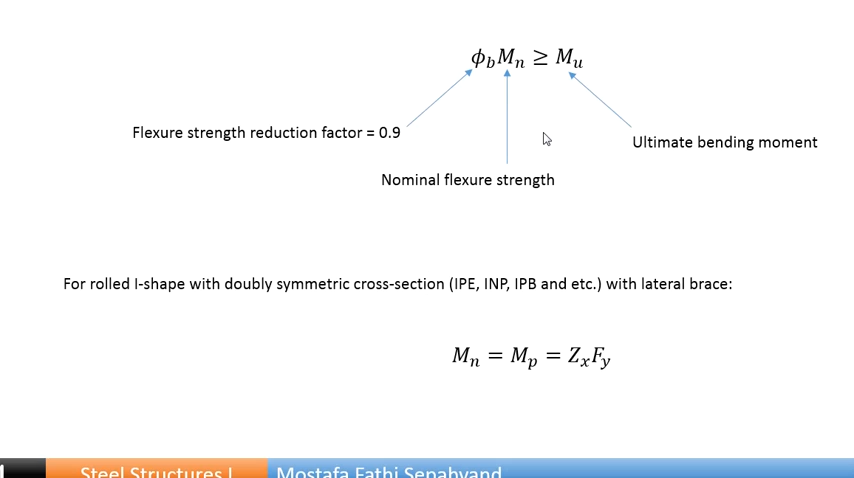 ϕ_b M_n ≥ M_u
Flexure strength reduction factor = 0.9
Ultimate bending moment
Nominal flexure strength
For rolled I-shape with doubly symmetric cross-section (IPE, INP, IPB and etc.) with lateral brace:
M_n = M_p = Z_x F_y
Steel Structures I Mostafa Fathi Sepahvand